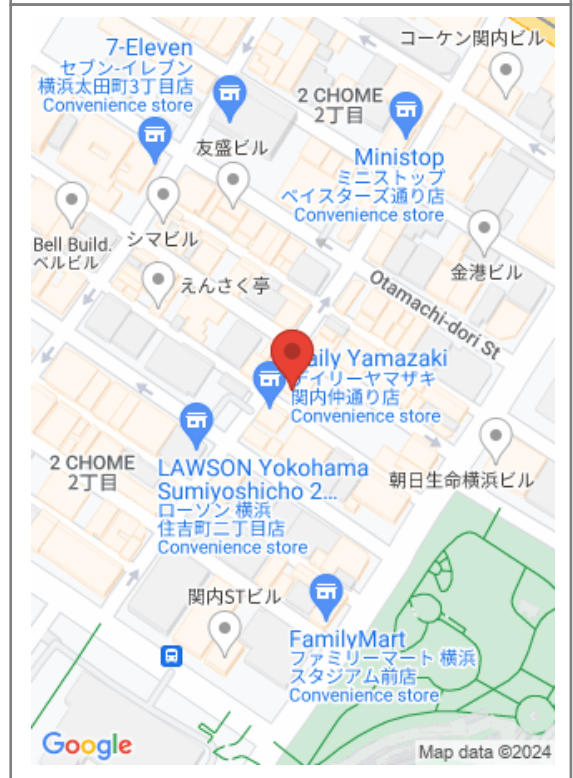 コーケン関内ビル
7-Eleven
セブン-イレブン
横浜太田町3丁目店
Convenience store
2 CHOME
2丁目
友盛ビル
Ministop
ミニストップ
ベイスターズ通り店
Convenience store
Bell Build.
ベルビル
シマビル
金港ビル
えんさく亭
Otamachi-dori St
aily Yamazaki
デイリーヤマザキ
関内仲通り店
Convenience store
2 CHOME
2丁目
LAWSON Yokohama
Sumiyoshicho 2...
ローソン 横浜
住吉町二丁目店
Convenience store
朝日生命横浜ビル
関内STビル
FamilyMart
ファミリーマート 横浜
スタジアム前店
Convenience store
Google
Map data ©2024